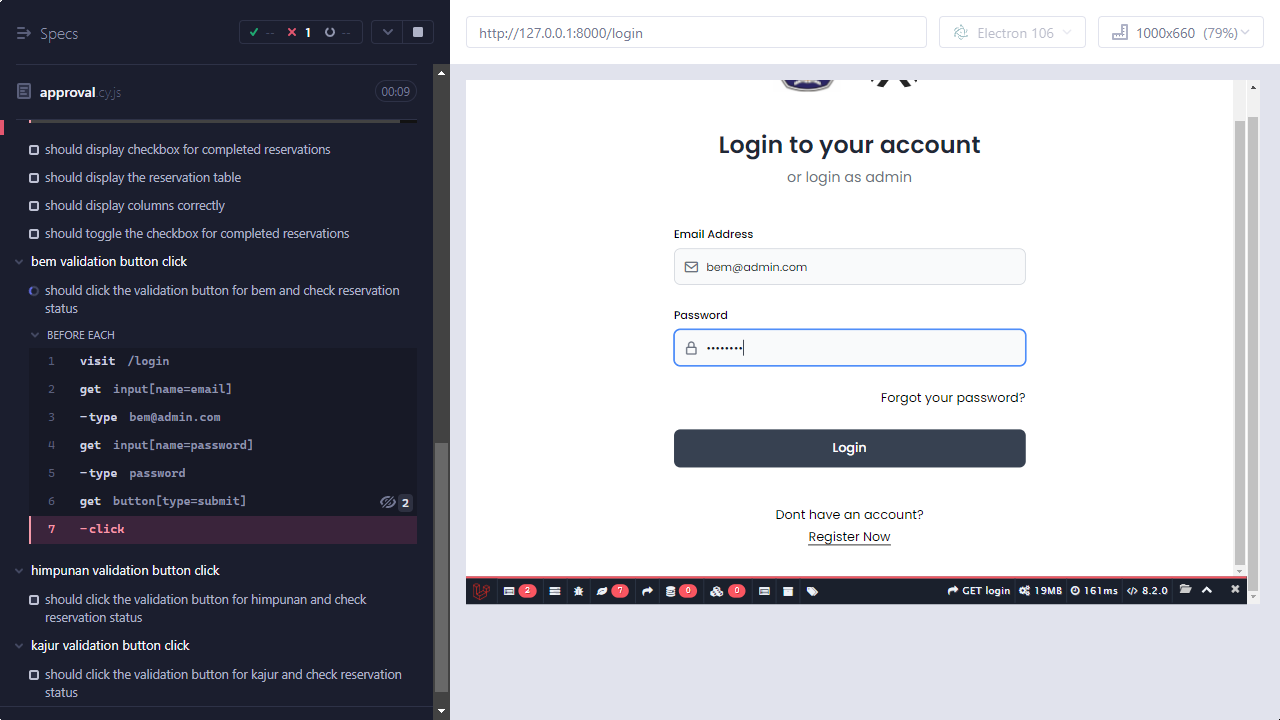 Specs
-- 1 --
http://127.0.0.1:8000/login
Electron 106
1000x660 (79%)
approval.cy.js
00:09
should display checkbox for completed reservations
should display the reservation table
should display columns correctly
should toggle the checkbox for completed reservations
bem validation button click
should click the validation button for bem and check reservation
status
BEFORE EACH
1 visit /login
2 get input[name=email]
3 -type bem@admin.com
4 get input[name=password]
5 -type password
6 get button[type=submit] 2
7 -click
himpunan validation button click
should click the validation button for himpunan and check
reservation status
kajur validation button click
should click the validation button for kajur and check reservation
status
Login to your account
or login as admin
Email Address
bem@admin.com
Password
••••••••
Forgot your password?
Login
Dont have an account?
Register Now
2 7 0 0 GET login 19MB 161ms 8.2.0